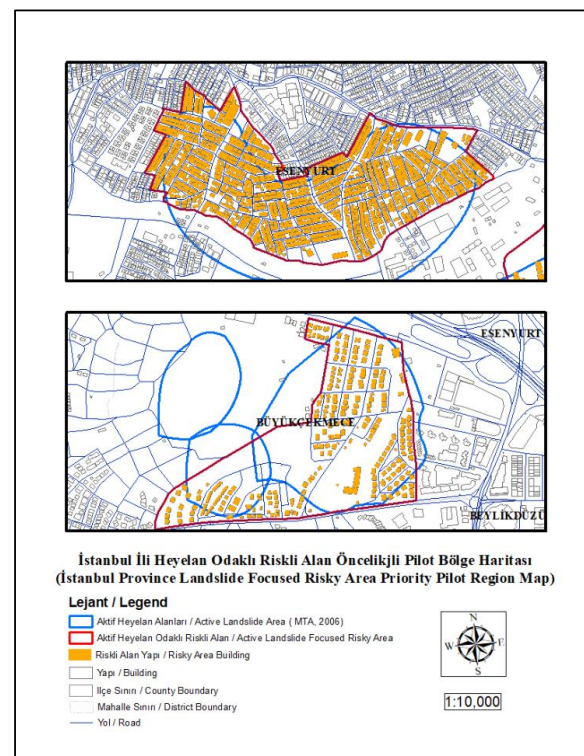 ESENYURT
ESENYURT
BÜYÜKÇEKMECE
BEYLİKDÜZÜ
İstanbul İli Heyelan Odaklı Riskli Alan Öncelikjli Pilot Bölge Haritası
(İstanbul Province Landslide Focused Risky Area Priority Pilot Region Map)
Lejant / Legend
Aktif Heyelan Alanları / Active Landslide Area ( MTA, 2006)
Aktif Heyelan Odaklı Riskli Alan / Active Landslide Focused Risky Area
Riskli Alan Yapı / Risky Area Building
Yapı / Building
İlçe Sınırı / County Boundary
Mahalle Sınırı / District Boundary
Yol / Road
N
W E
S
1:10,000